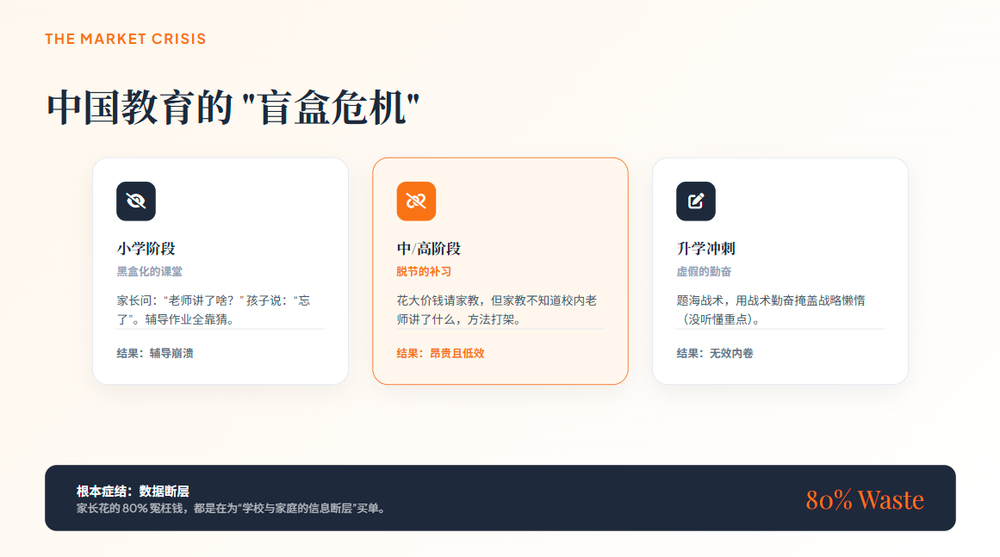 THE MARKET CRISIS
中国教育的 "盲盒危机"
小学阶段
黑盒化的课堂
家长问：“老师讲了啥？” 孩子说：“忘
了”。辅导作业全靠猜。
结果：辅导崩溃
中/高阶段
脱节的补习
花大价钱请家教，但家教不知道校内老
师讲了什么，方法打架。
结果：昂贵且低效
升学冲刺
虚假的勤奋
题海战术，用战术勤奋掩盖战略懒惰
（没听懂重点）。
结果：无效内卷
根本症结：数据断层
家长花的 80% 冤枉钱，都是在为“学校与家庭的信息断层”买单。
80% Waste